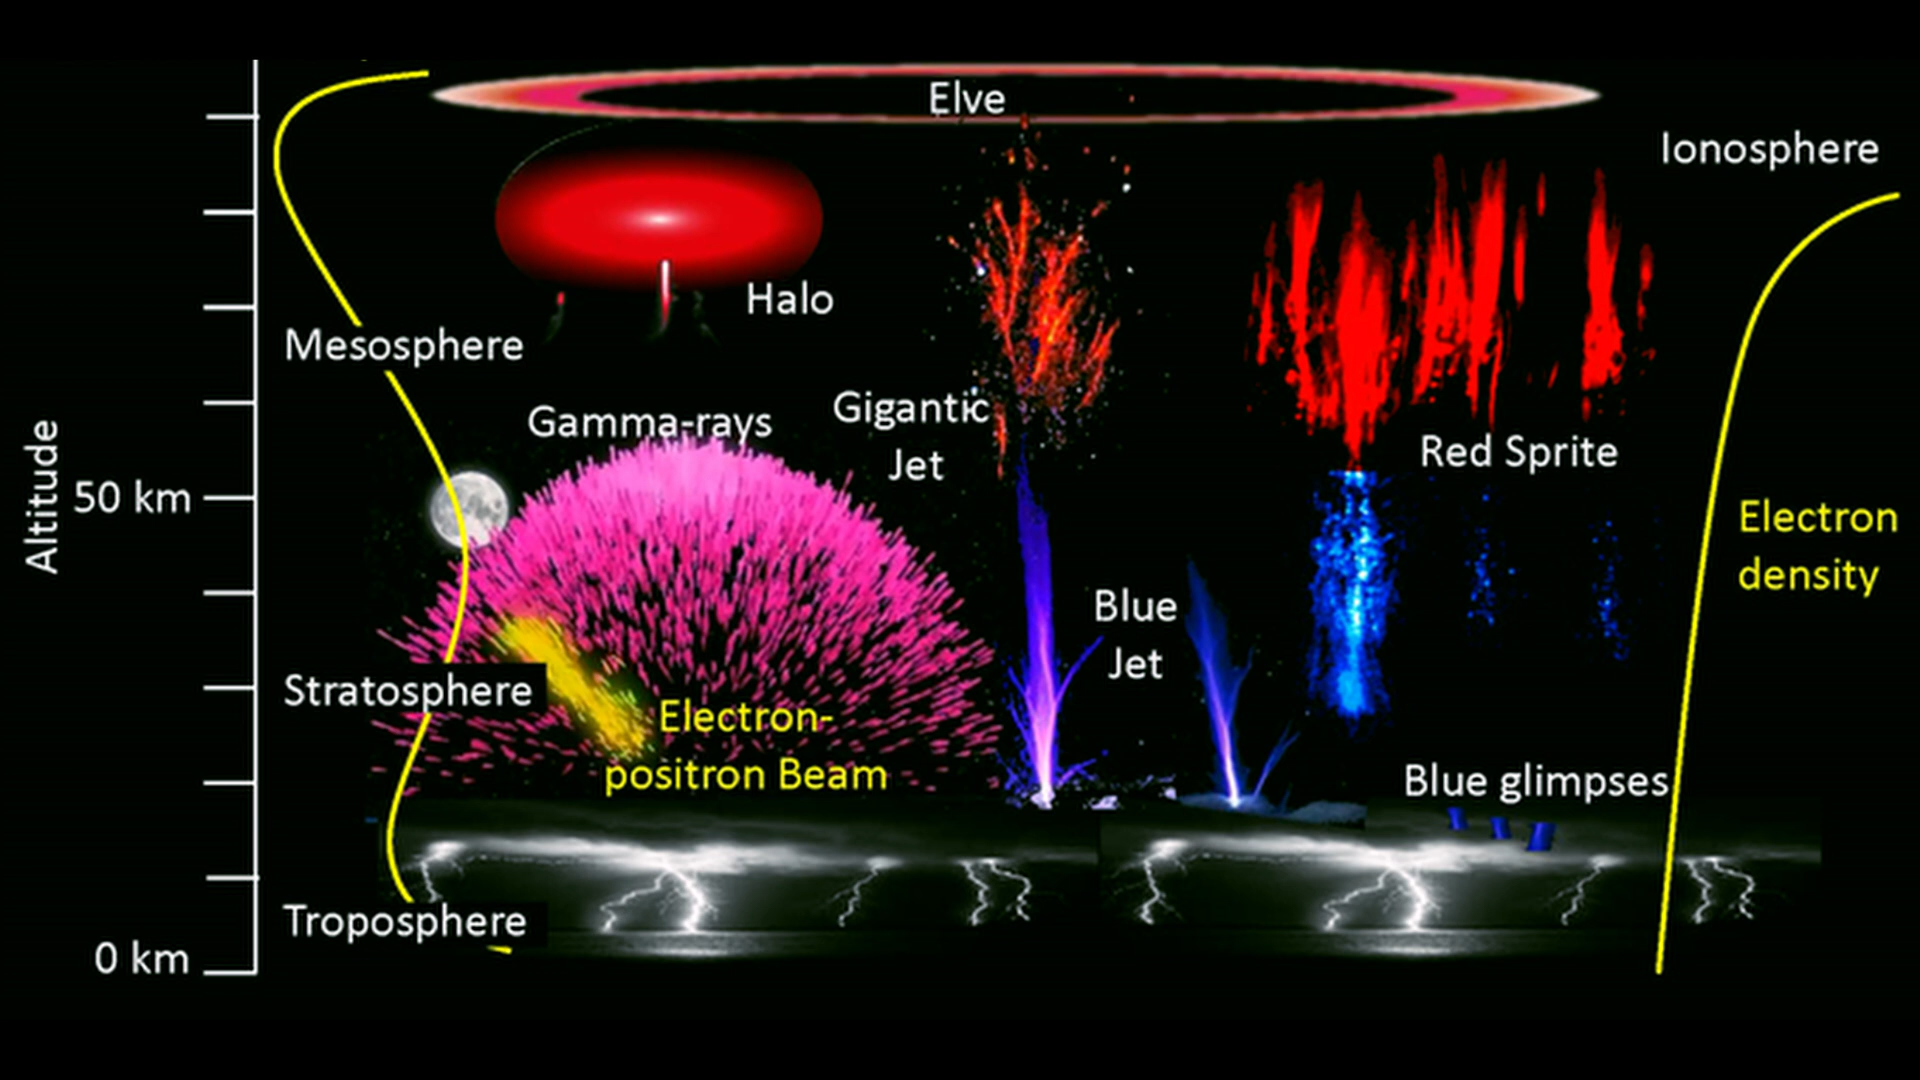 Elve
Ionosphere
Halo
Mesosphere
Gamma-rays
Gigantic
Jet
Red Sprite
Altitude
50 km
Electron
density
Blue
Jet
Stratosphere
Electron-
positron Beam
Blue glimpses
Troposphere
0 km